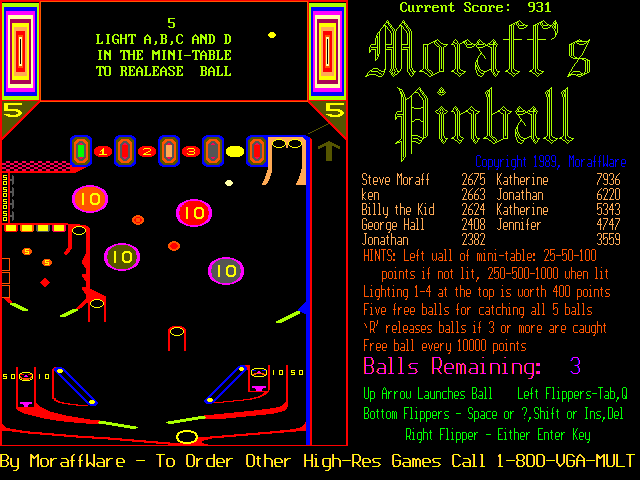 Current Score: 931
5
LIGHT A,B,C AND D
IN THE MINI-TABLE
TO REALEASE BALL
5
5
Moraff's
Pinball
Copyright 1989, MoraffWare
1
2
3
Steve Moraff 2675 Katherine 7936
ken 2663 Jonathan 6220
Billy the Kid 2624 Katherine 5343
George Hall 2408 Jennifer 4747
Jonathan 2382 3559
10
10
10
10
HINTS: Left wall of mini-table: 25-50-100
points if not lit, 250-500-1000 when lit
Lighting 1-4 at the top is worth 400 points
Five free balls for catching all 5 balls
'R' releases balls if 3 or more are caught
Free ball every 10000 points
Balls Remaining: 3
50 10
10 50
Up Arrow Launches Ball Left Flippers-Tab,Q
Bottom Flippers - Space or ?,Shift or Ins,Del
Right Flipper - Either Enter Key
By MoraffWare - To Order Other High-Res Games Call 1-800-VGA-MULT